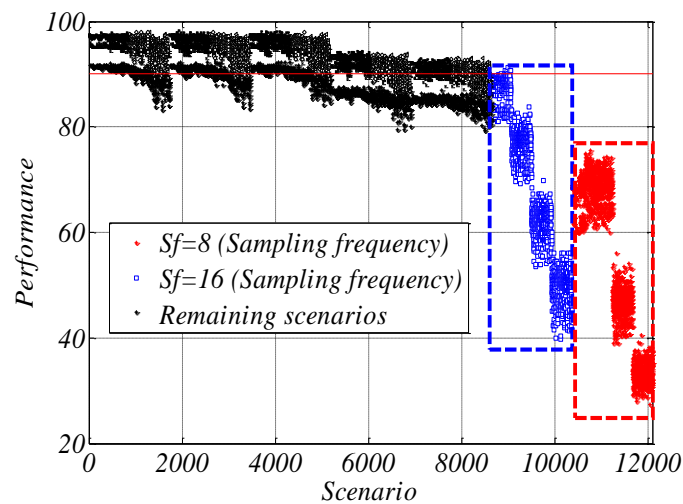 100
80
60
40
20
Performance
Sf=8 (Sampling frequency)
Sf=16 (Sampling frequency)
Remaining scenarios
0 2000 4000 6000 8000 10000 12000
Scenario